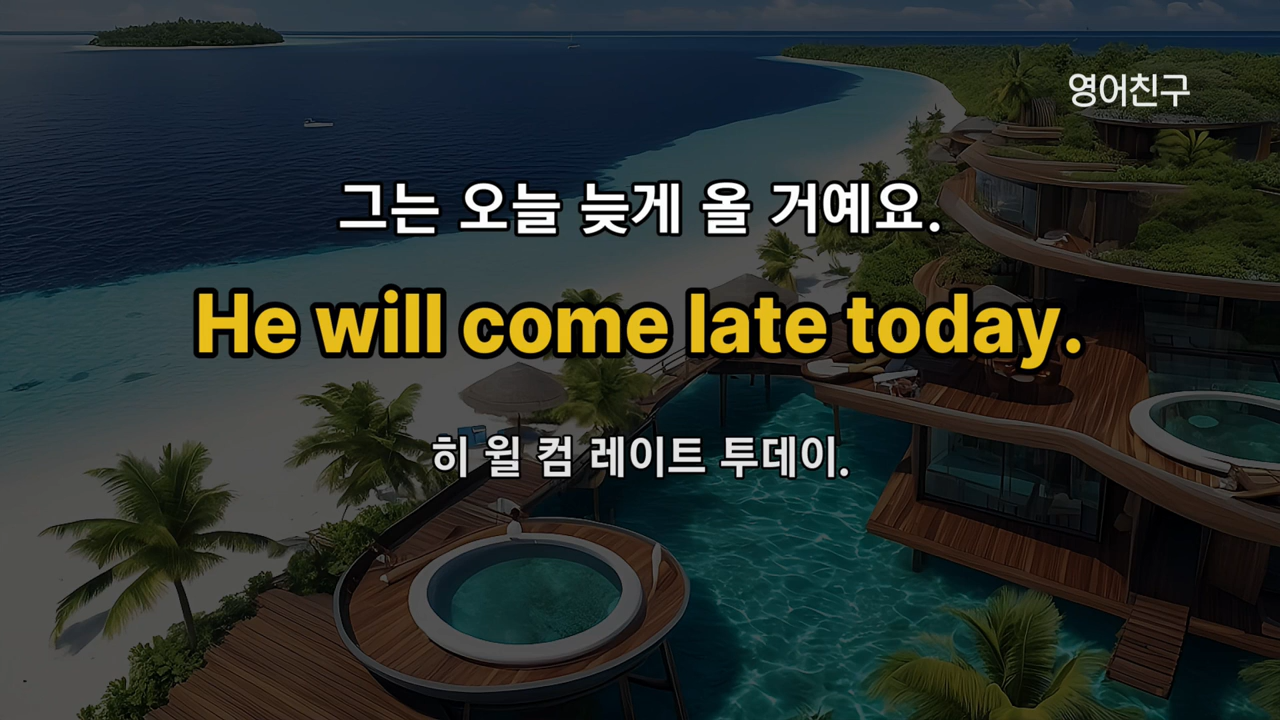 영어친구
그는 오늘 늦게 올 거예요.
He will come late today.
히 윌 컴 레이트 투데이.